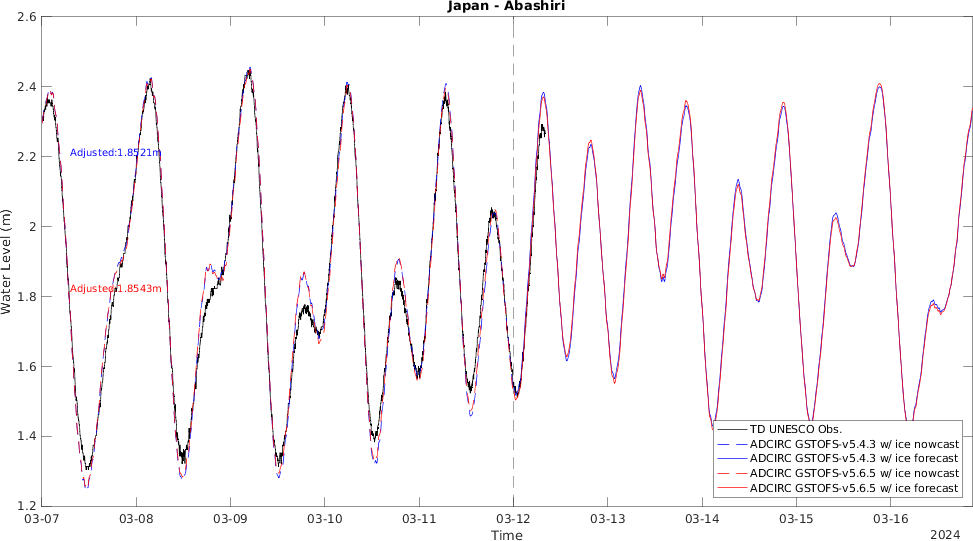 Japan - Abashiri
Water Level (m)
2.6
2.4
2.2
2
1.8
1.6
1.4
1.2
Adjusted:1.8521m
Adjusted:1.8543m
TD UNESCO Obs.
ADCIRC GSTOFS-v5.4.3 w/ ice nowcast
ADCIRC GSTOFS-v5.4.3 w/ ice forecast
ADCIRC GSTOFS-v5.6.5 w/ ice nowcast
ADCIRC GSTOFS-v5.6.5 w/ ice forecast
03-07 03-08 03-09 03-10 03-11 03-12 03-13 03-14 03-15 03-16
Time
2024